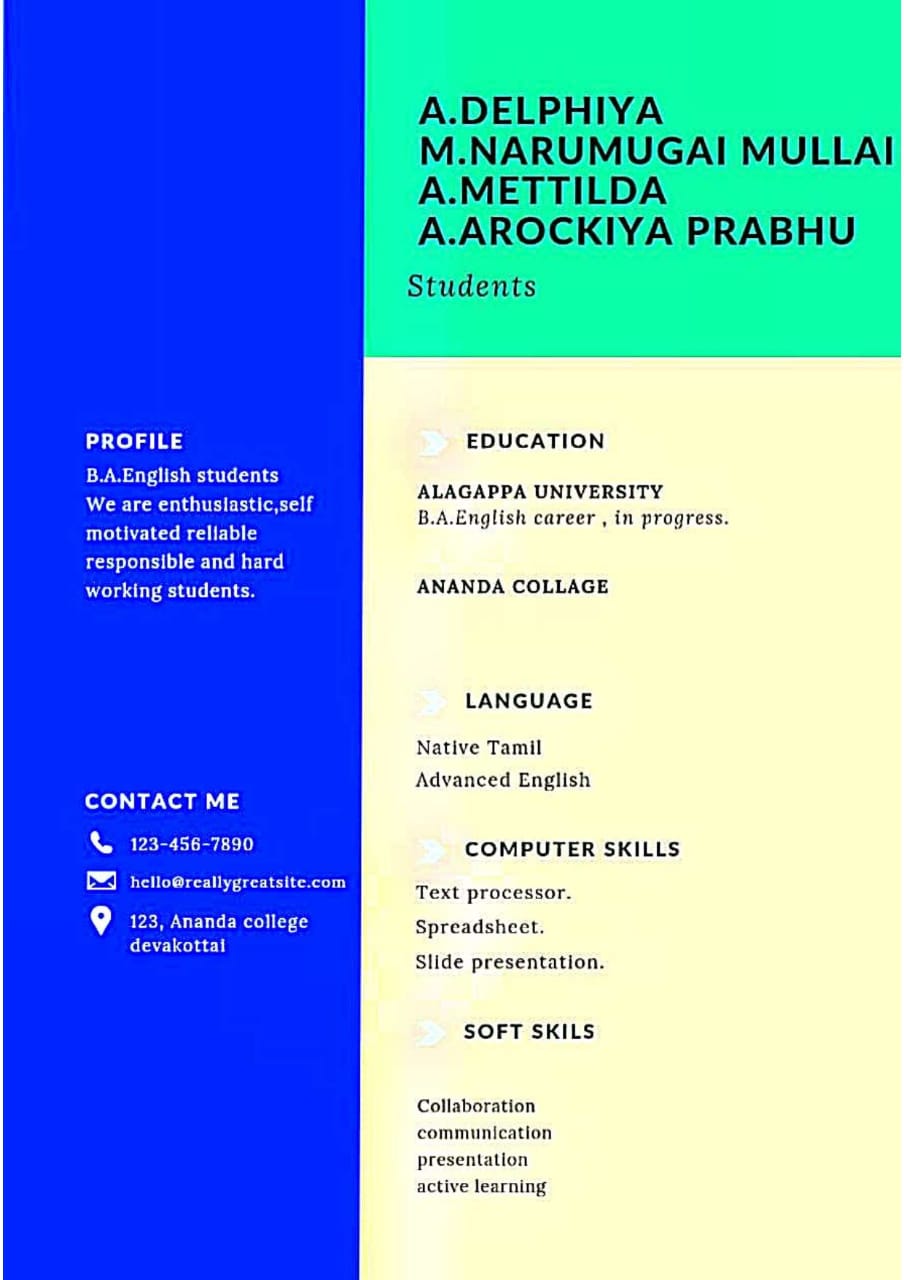 A.DELPHIYA
M.NARUMUGAI MULLAI
A.METTILDA
A.AROCKIYA PRABHU
Students
PROFILE
B.A.English students
We are enthusiastic,self
motivated reliable
responsible and hard
working students.
CONTACT ME
123-456-7890
hello@reallygreatsite.com
123, Ananda college
devakottai
EDUCATION
ALAGAPPA UNIVERSITY
B.A.English career , in progress.
ANANDA COLLAGE
LANGUAGE
Native Tamil
Advanced English
COMPUTER SKILLS
Text processor.
Spreadsheet.
Slide presentation.
SOFT SKILS
Collaboration
communication
presentation
active learning